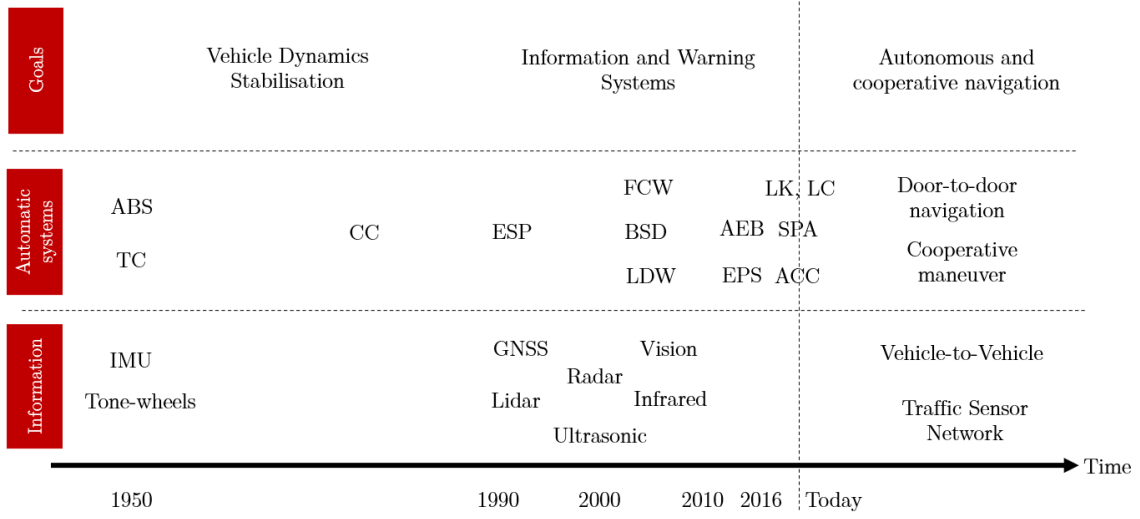 Goals
Vehicle Dynamics
Stabilisation
Information and Warning
Systems
Autonomous and
cooperative navigation
Automatic
systems
ABS
TC
CC
ESP
FCW
BSD
LDW
AEB
EPS
LK, LC
SPA
ACC
Door-to-door
navigation
Cooperative
maneuver
Information
IMU
Tone-wheels
GNSS
Lidar
Radar
Ultrasonic
Vision
Infrared
Vehicle-to-Vehicle
Traffic Sensor
Network
Time
1950
1990
2000
2010
2016
Today